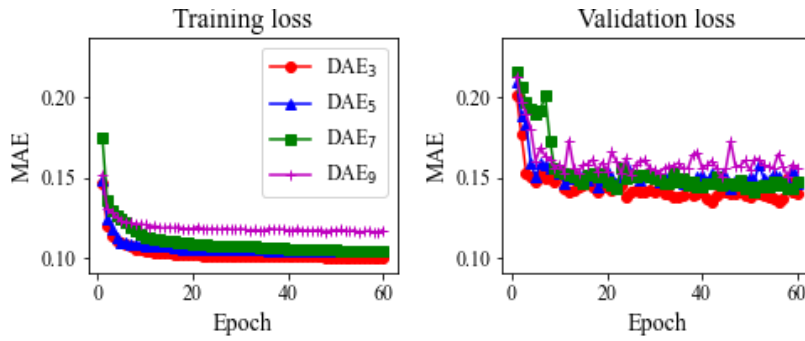 Training loss
MAE
0.20
0.15
0.10
0
20
40
60
Epoch
DAE₃
DAE₅
DAE₇
DAE₉
Validation loss
MAE
0.20
0.15
0.10
0
20
40
60
Epoch